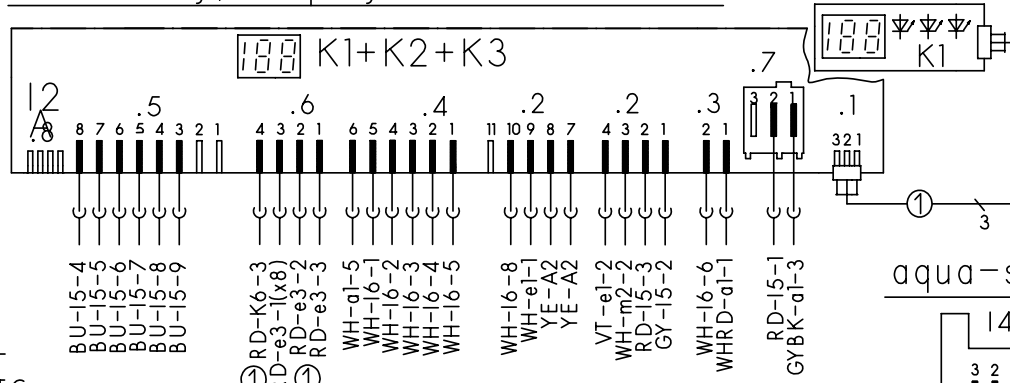 188 K1+K2+K3
188 K1
12
A
.8 .5 .6 .4 .2 .2 .3 .7 .1
8 7 6 5 4 3 2 1
4 3 2 1
6 5 4 3 2 1
11 10 9 8 7
4 3 2 1
2 1
3 2 1
3 2 1
1
3
BU-15-4
BU-15-5
BU-15-6
BU-15-7
BU-15-8
BU-15-9
1 RD-K6-3
D-e3-1(x8)
RD-e3-2
1 RD-e3-3
WH-a1-5
WH-16-1
WH-16-2
WH-16-3
WH-16-4
WH-16-5
WH-16-8
WH-e1-1
YE-A2
YE-A2
VT-e1-2
WH-m2-2
RD-15-3
GY-15-2
WH-16-6
WHRD-a1-1
RD-15-1
GYBK-a1-3
aqua-s
14
3 2